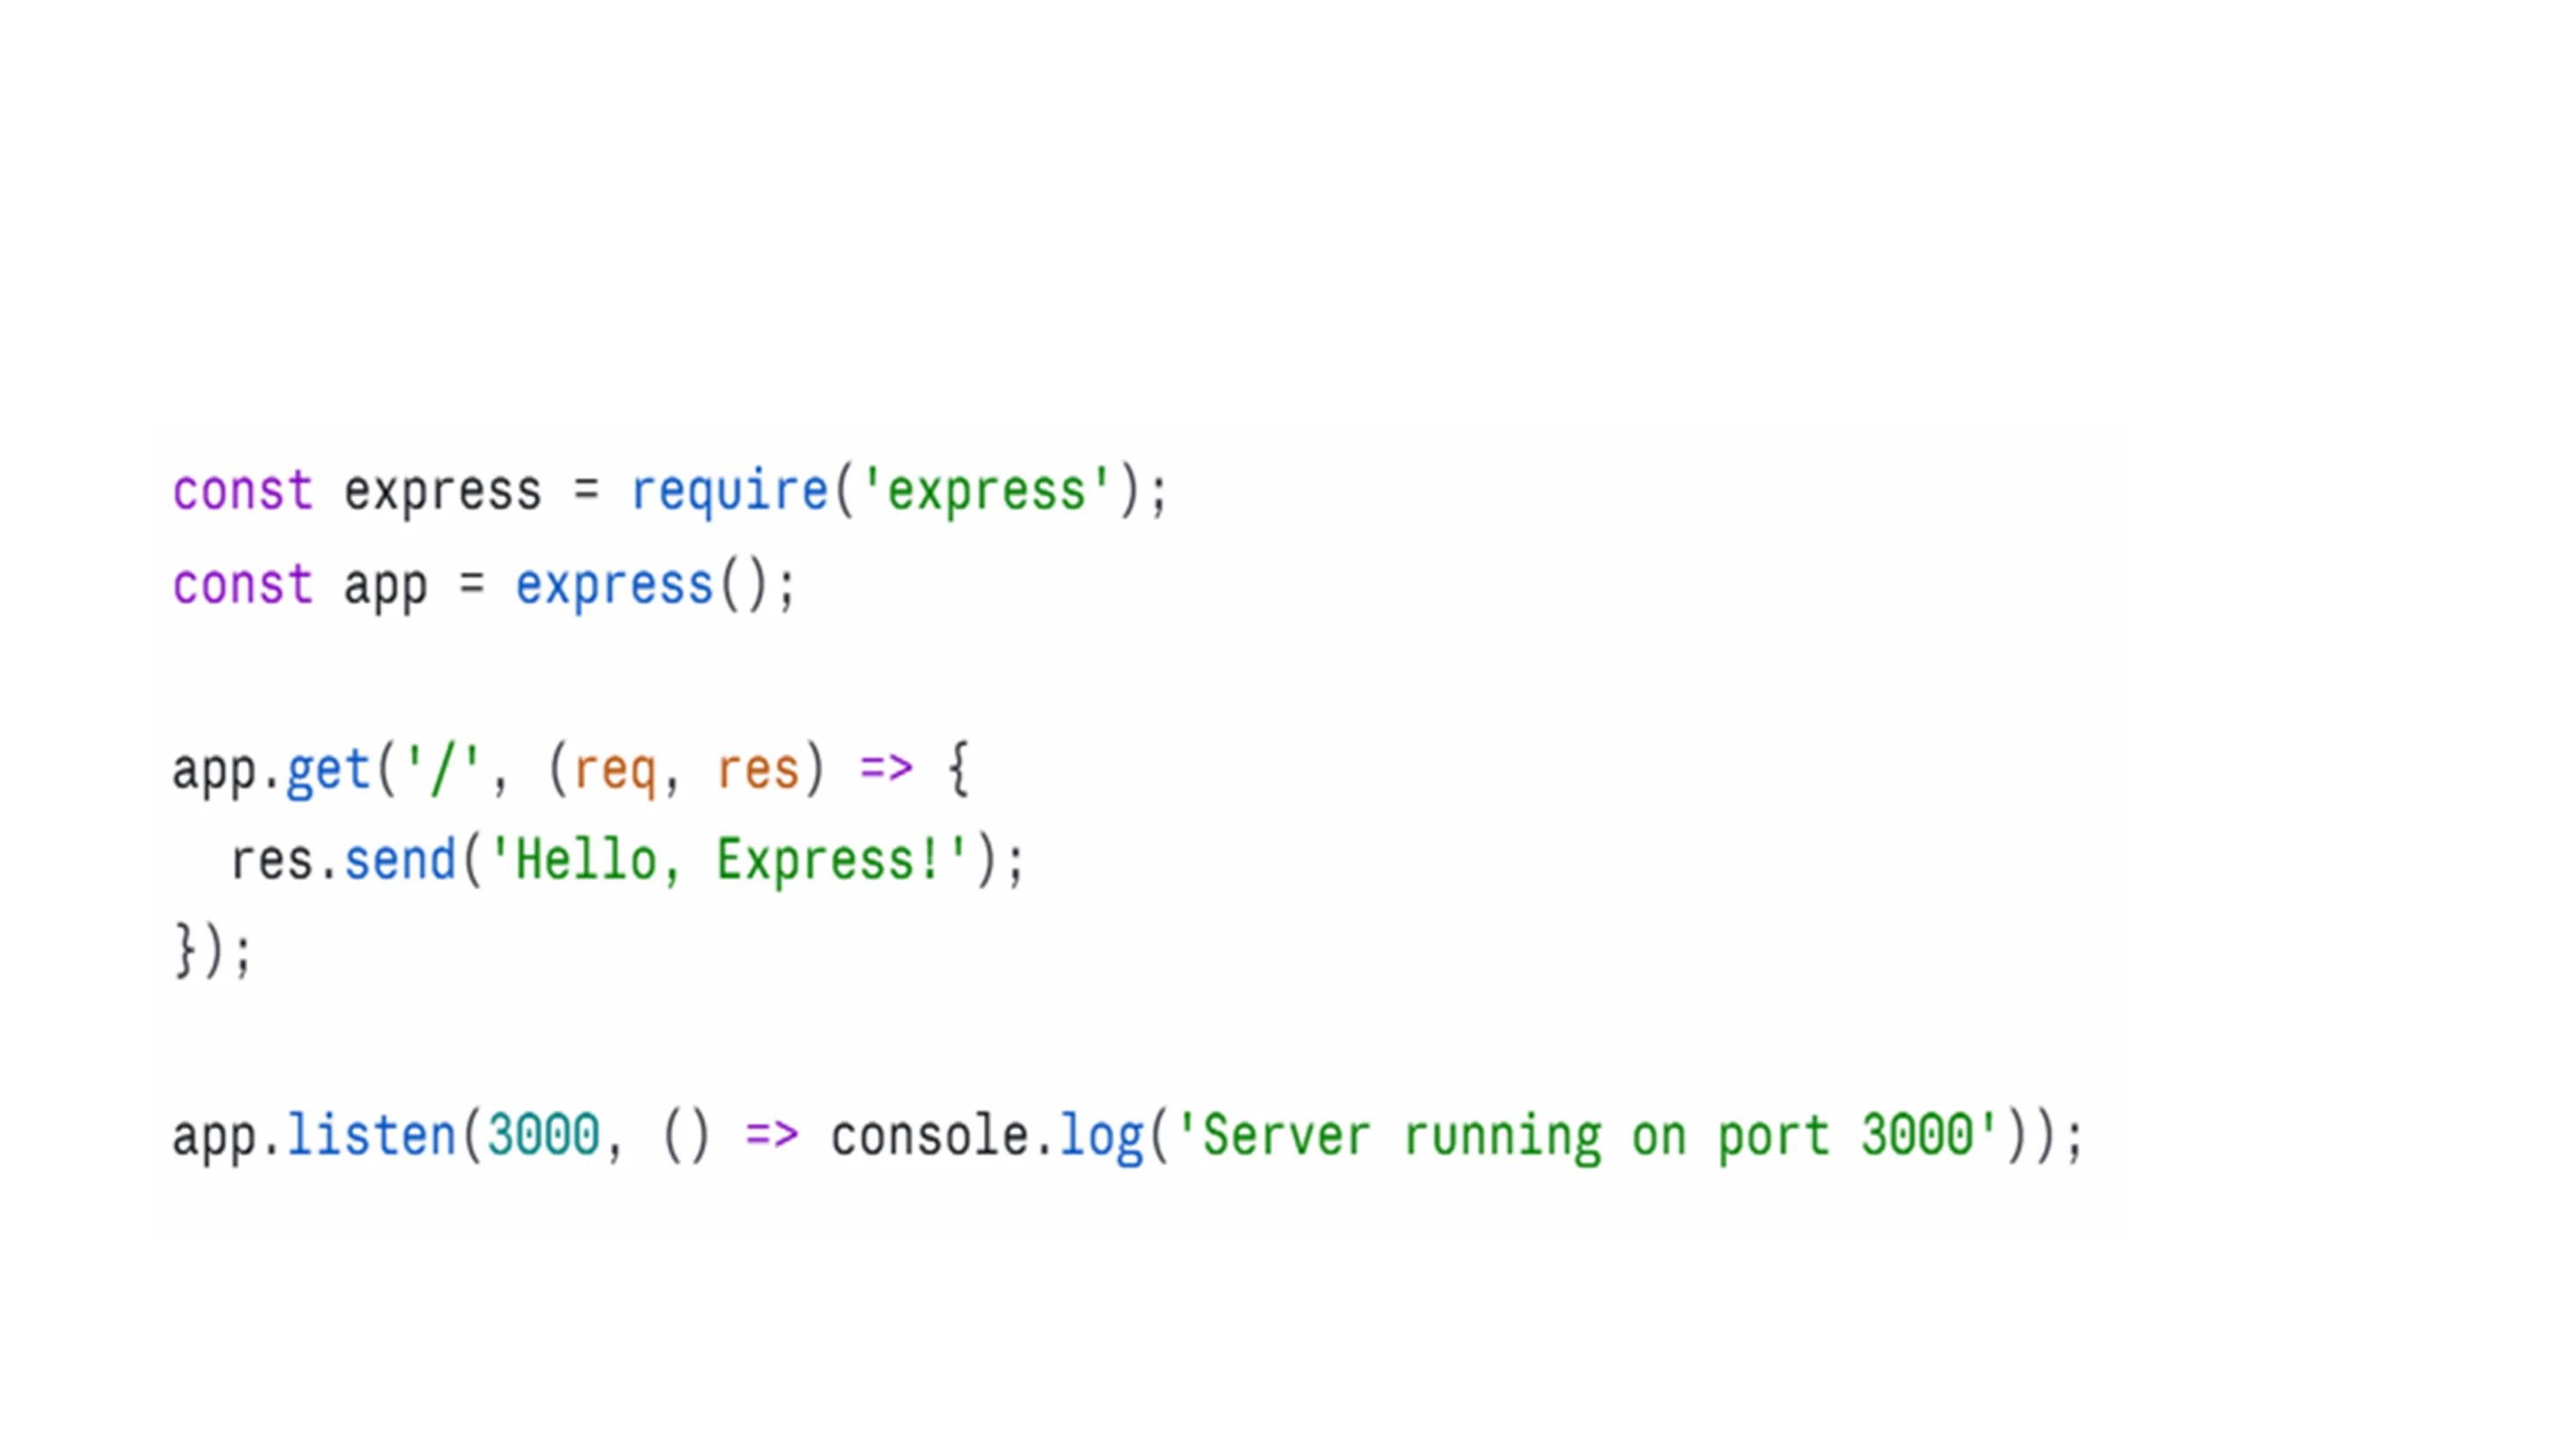 const express = require('express');
const app = express();

app.get('/', (req, res) => {
  res.send('Hello, Express!');
});

app.listen(3000, () => console.log('Server running on port 3000'));